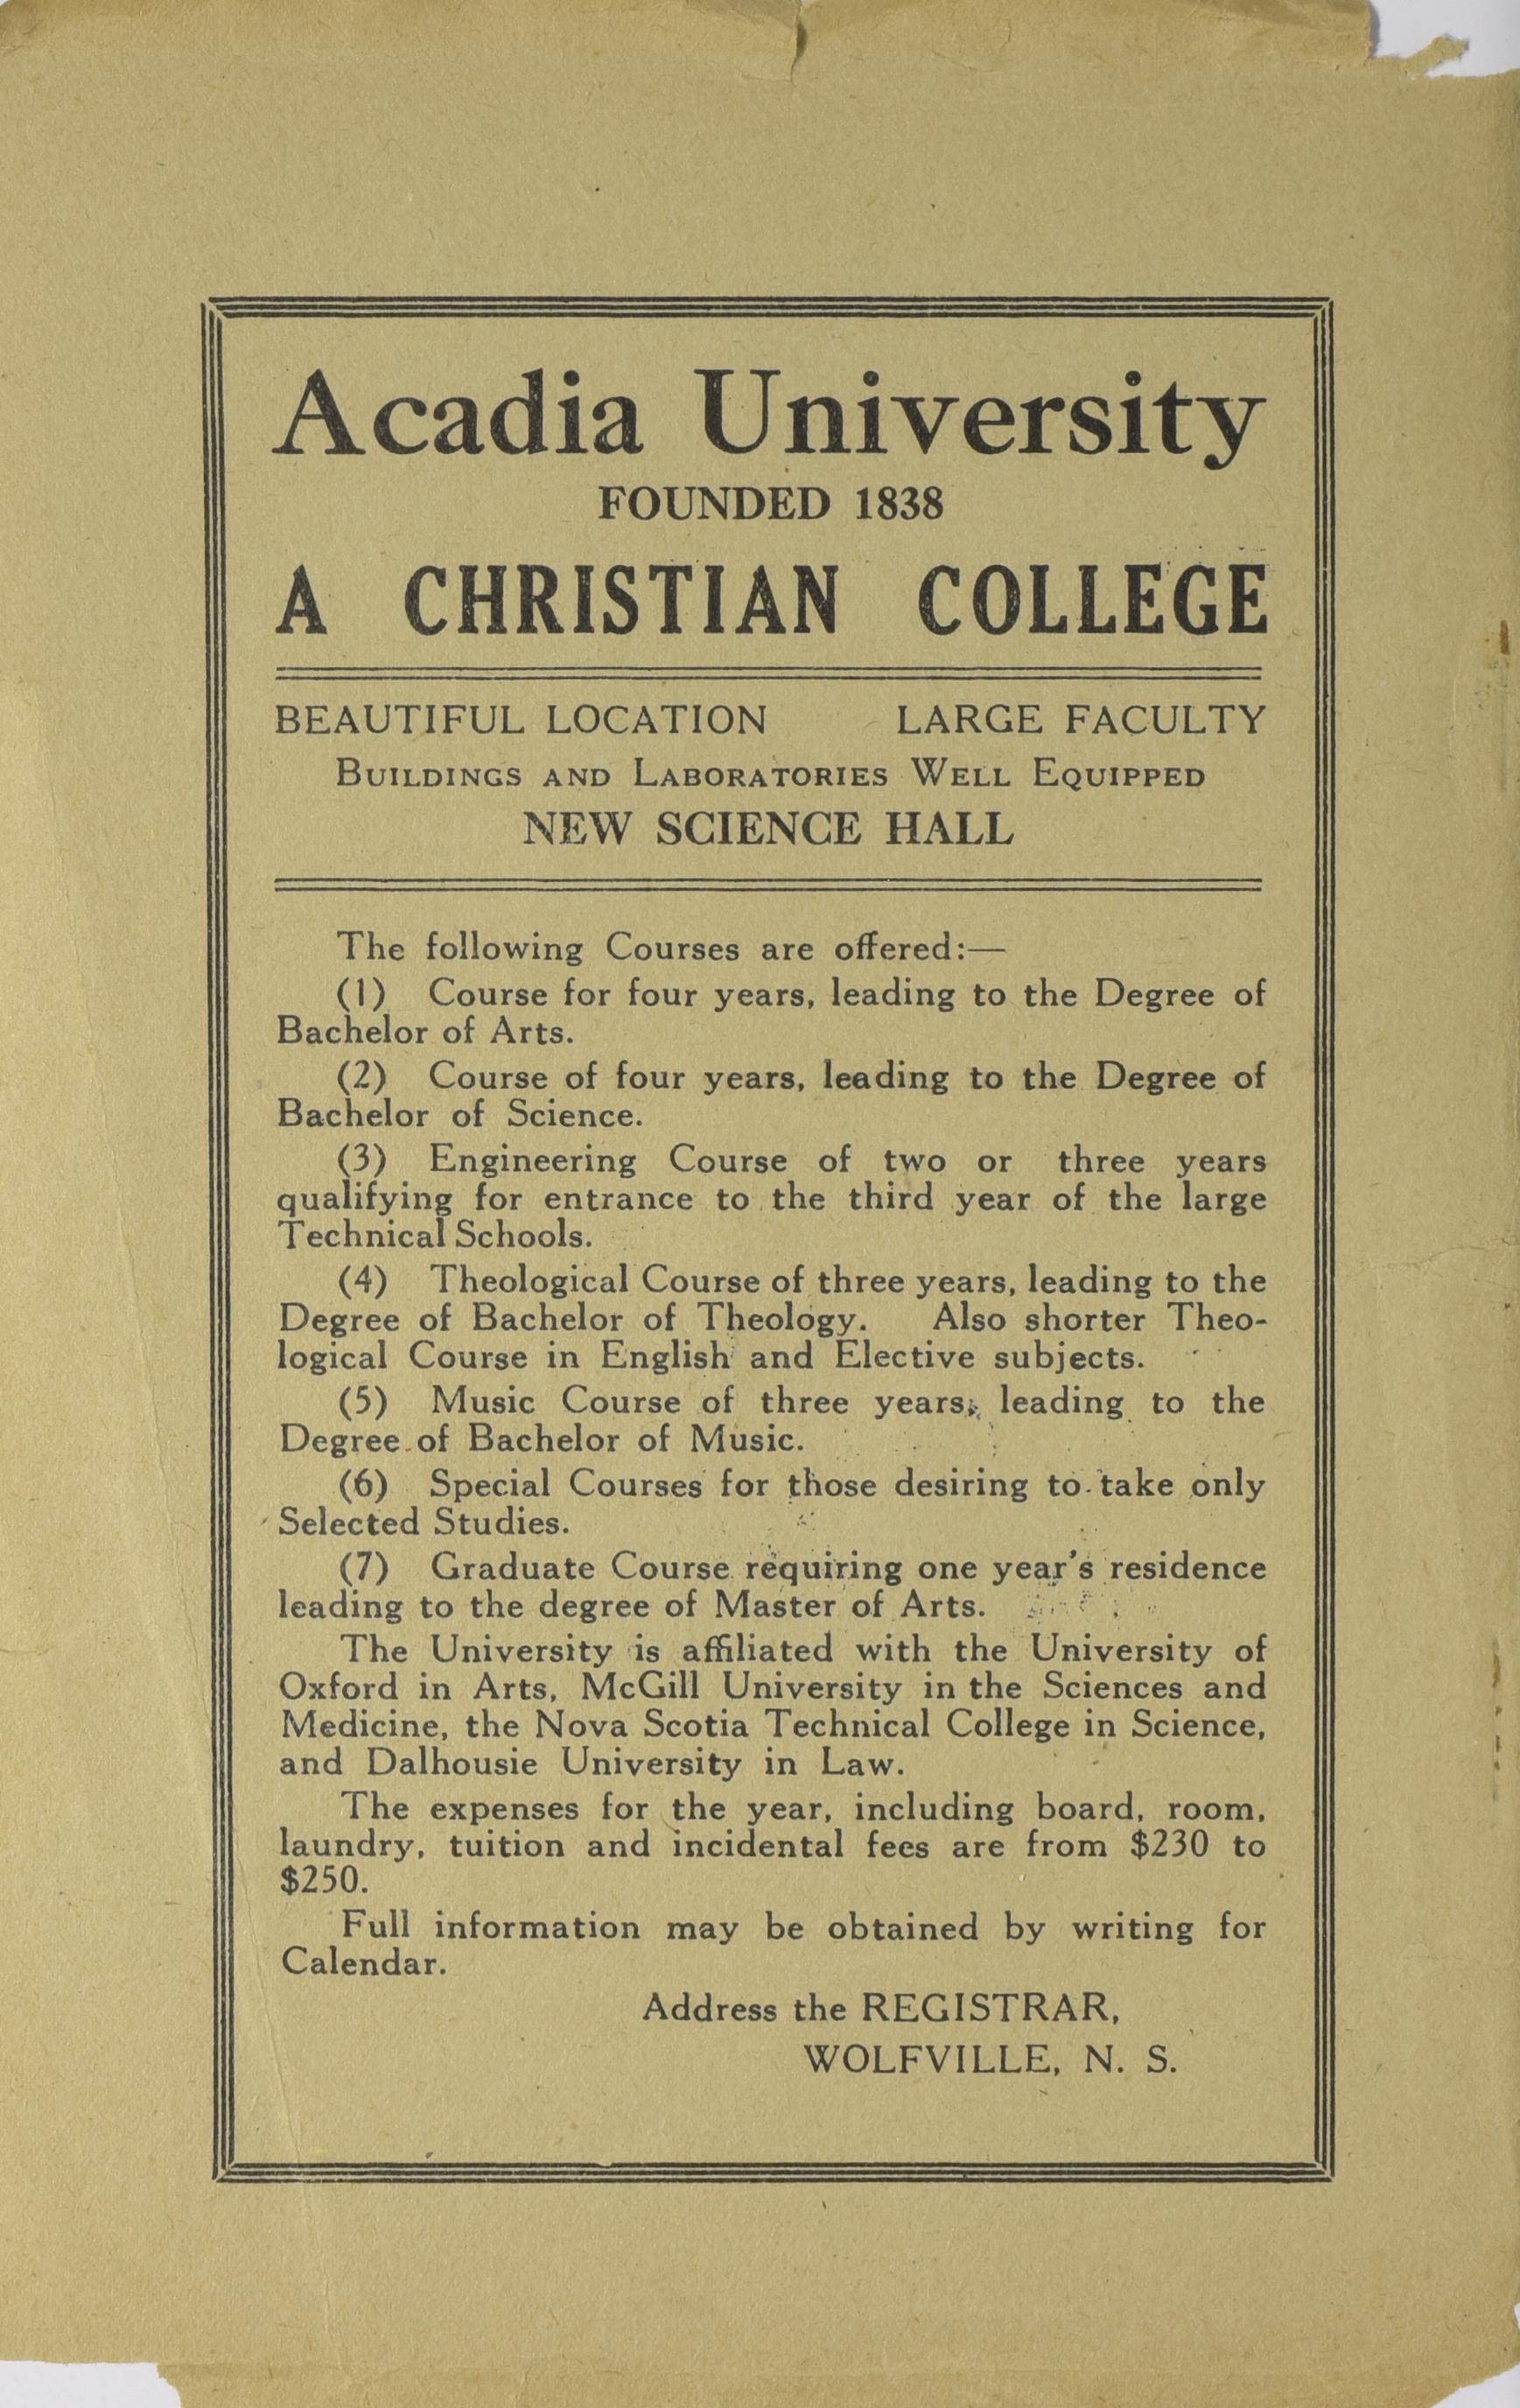 Acadia University
FOUNDED 1838
A CHRISTIAN COLLEGE
BEAUTIFUL LOCATION LARGE FACULTY
BUILDINGS AND LABORATORIES WELL EQUIPPED
NEW SCIENCE HALL
The following Courses are offered:—
(1) Course for four years, leading to the Degree of
Bachelor of Arts.
(2) Course of four years, leading to the Degree of
Bachelor of Science.
(3) Engineering Course of two or three years
qualifying for entrance to the third year of the large
Technical Schools.
(4) Theological Course of three years, leading to the
Degree of Bachelor of Theology. Also shorter Theo-
logical Course in English and Elective subjects.
(5) Music Course of three years, leading to the
Degree of Bachelor of Music.
(6) Special Courses for those desiring to take only
Selected Studies.
(7) Graduate Course requiring one year's residence
leading to the degree of Master of Arts.
The University is affiliated with the University of
Oxford in Arts, McGill University in the Sciences and
Medicine, the Nova Scotia Technical College in Science,
and Dalhousie University in Law.
The expenses for the year, including board, room,
laundry, tuition and incidental fees are from $230 to
$250.
Full information may be obtained by writing for
Calendar.
Address the REGISTRAR,
WOLFVILLE, N. S.